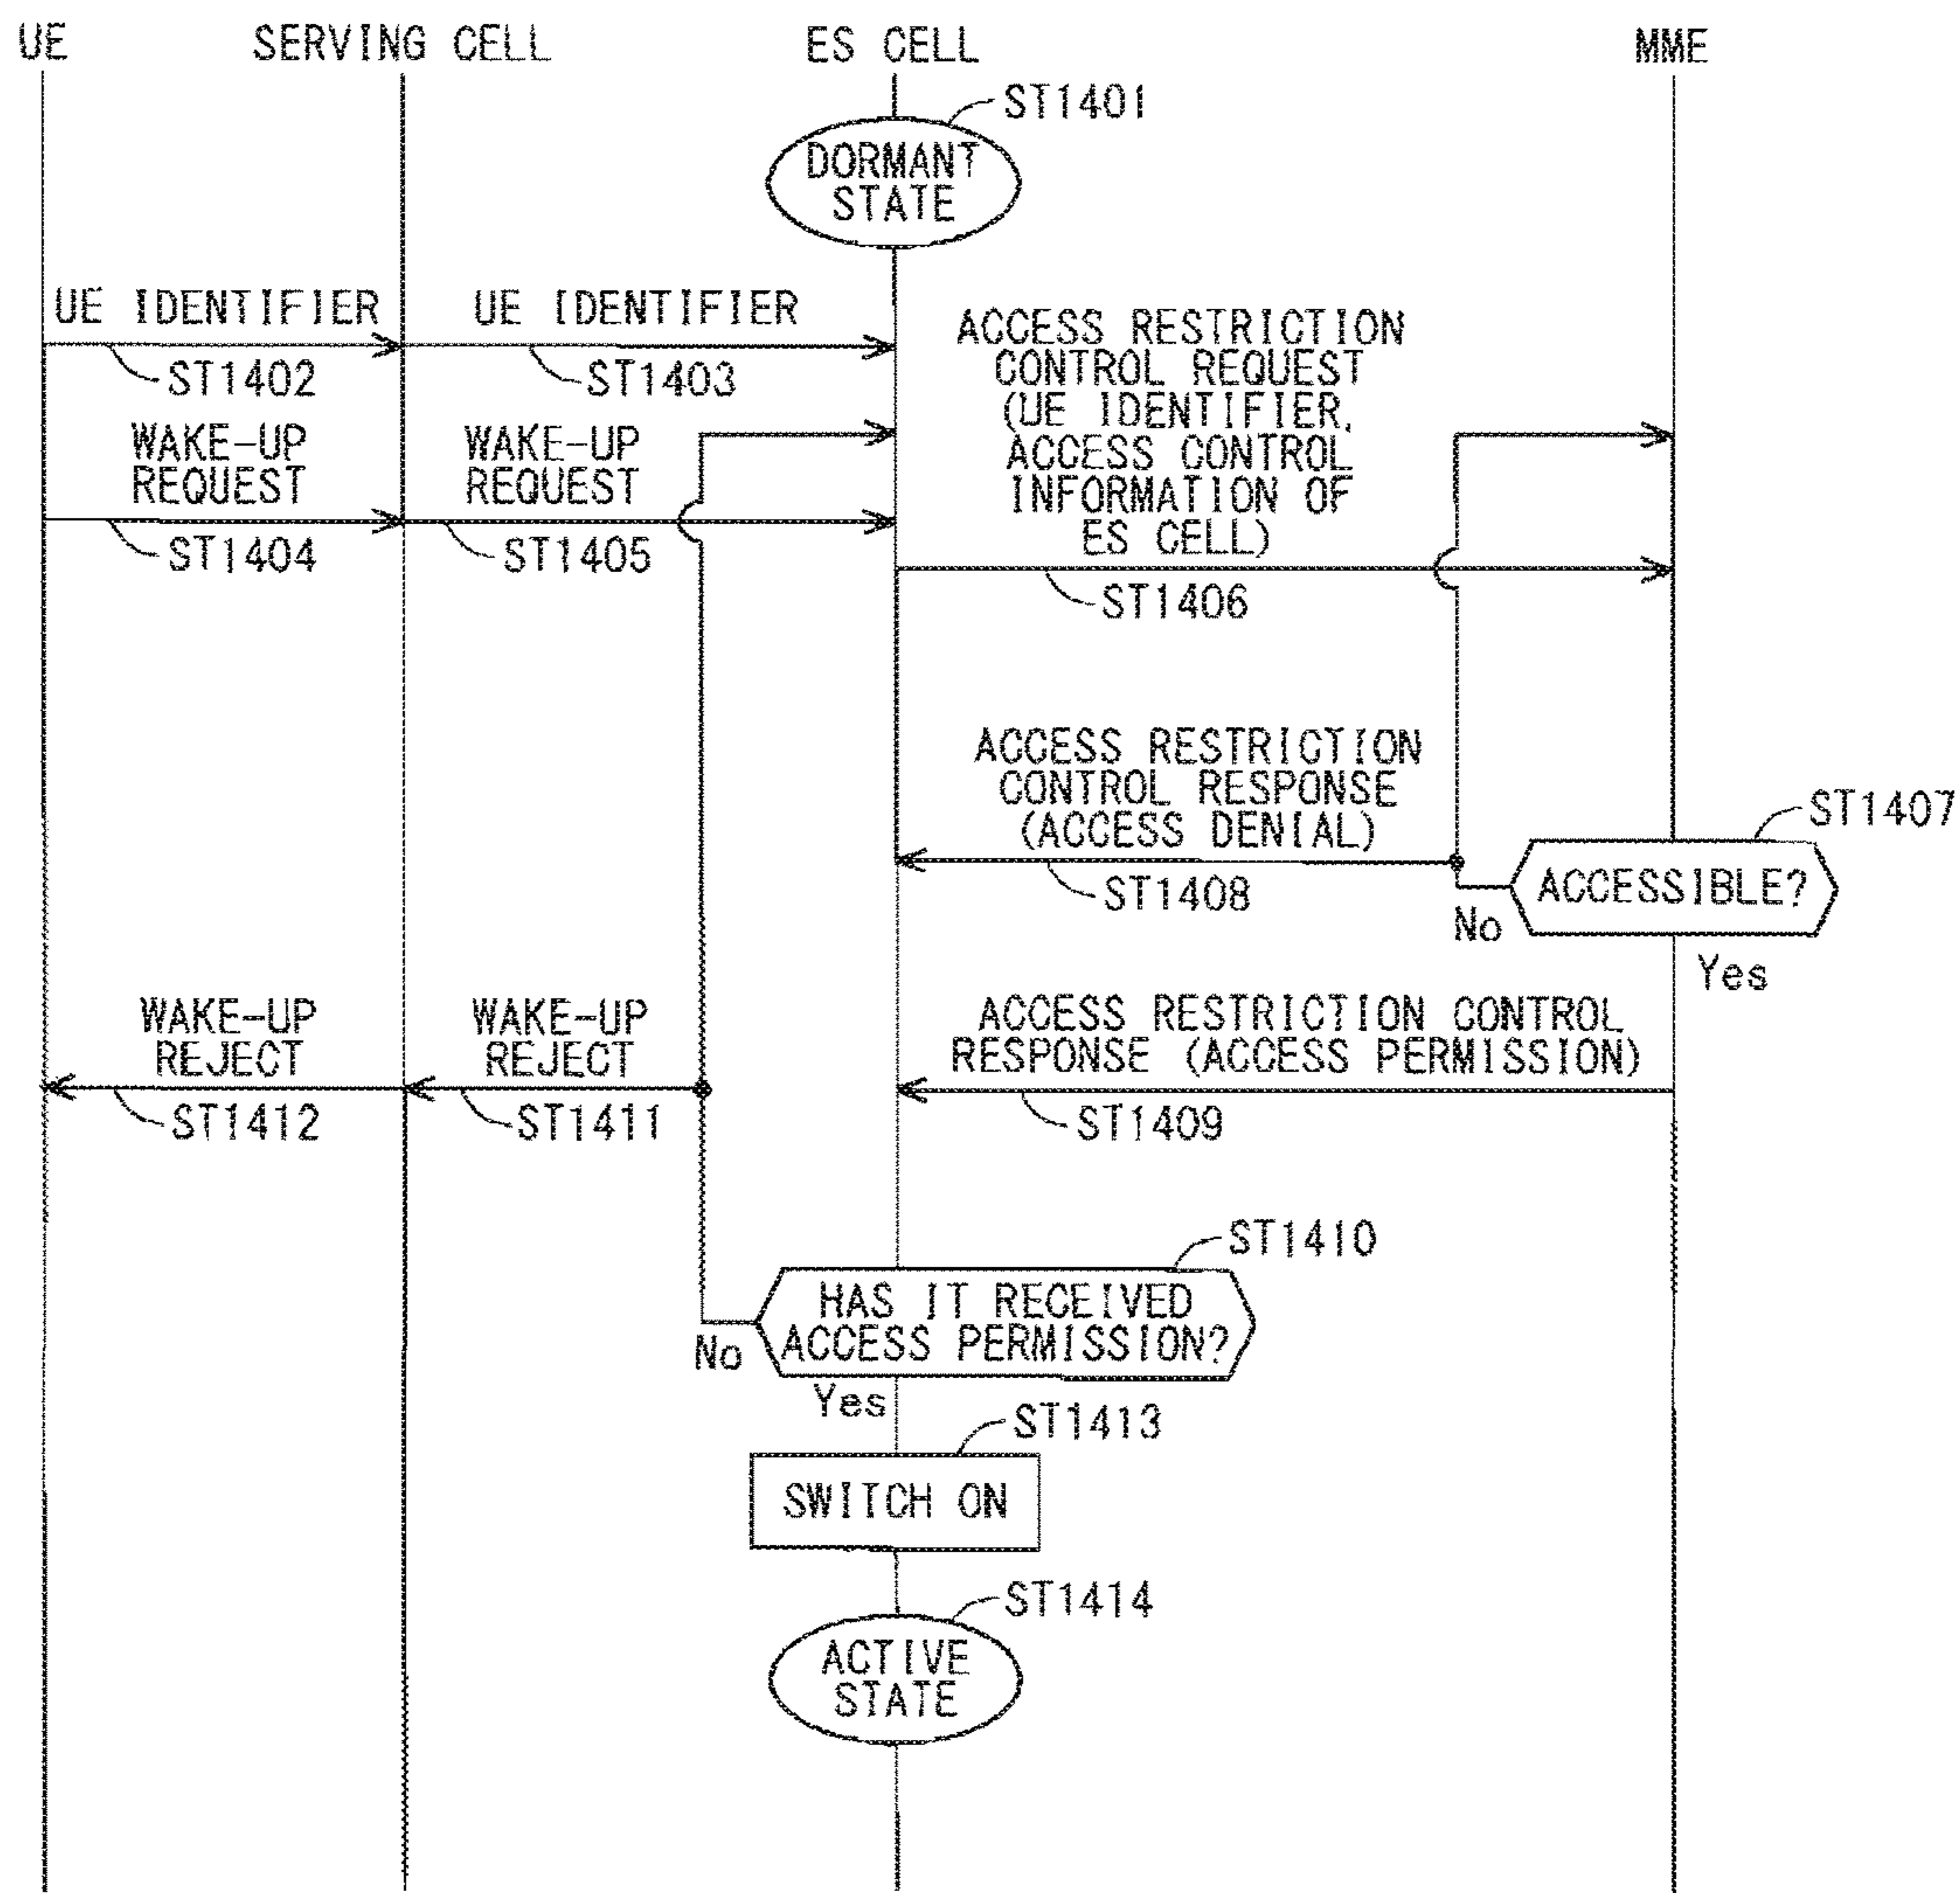 UE
SERVING CELL
ES CELL
MME
ST1401
DORMANT
STATE
UE IDENTIFIER
UE IDENTIFIER
ST1402
ST1403
ACCESS RESTRICTION
CONTROL REQUEST
(UE IDENTIFIER,
ACCESS CONTROL
INFORMATION OF
ES CELL)
WAKE-UP
REQUEST
WAKE-UP
REQUEST
ST1404
ST1405
ST1406
ACCESS RESTRICTION
CONTROL RESPONSE
(ACCESS DENIAL)
ST1407
ACCESSIBLE?
ST1408
No
Yes
WAKE-UP
REJECT
WAKE-UP
REJECT
ACCESS RESTRICTION CONTROL
RESPONSE (ACCESS PERMISSION)
ST1412
ST1411
ST1409
ST1410
HAS IT RECEIVED
ACCESS PERMISSION?
No
Yes
ST1413
SWITCH ON
ST1414
ACTIVE
STATE